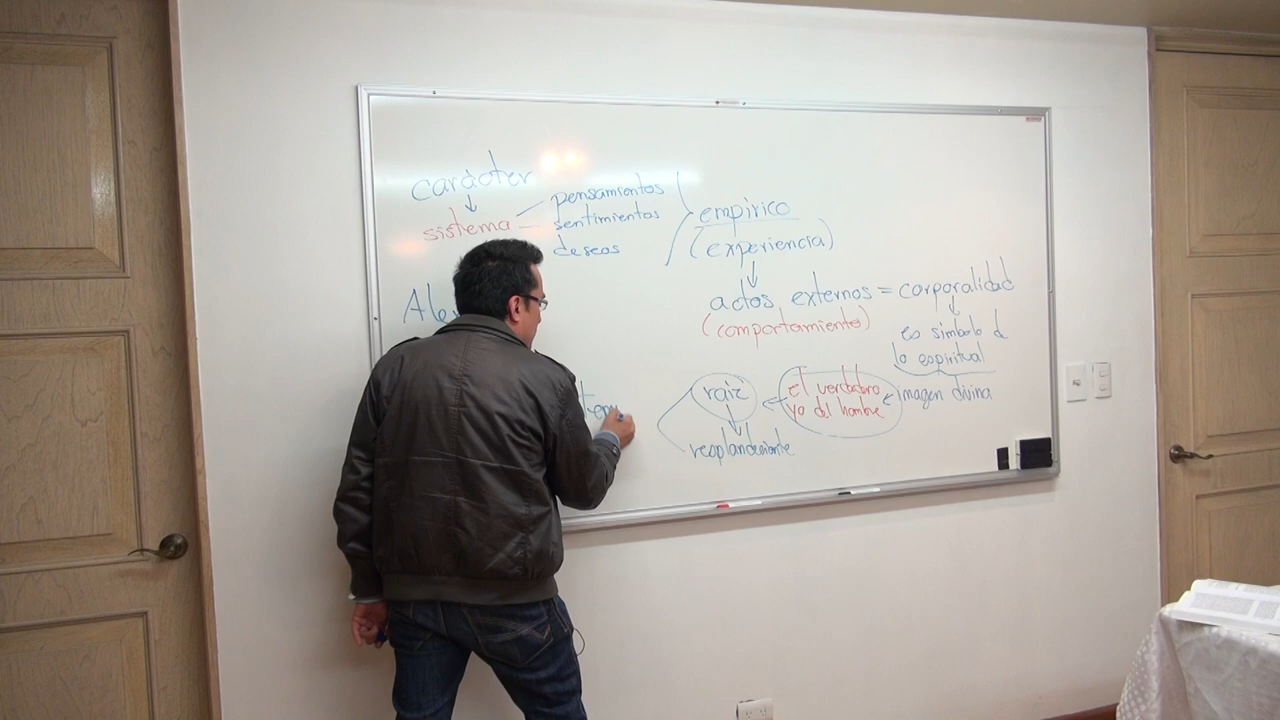 carácter
sistema
pensamientos
sentimientos
deseos
empírico
(experiencia)
actos externos = corporalidad
(comportamiento)
es símbolo d
lo espiritual
imagen divina
el verdadero
yo del hombre
raíz
resplandeciente